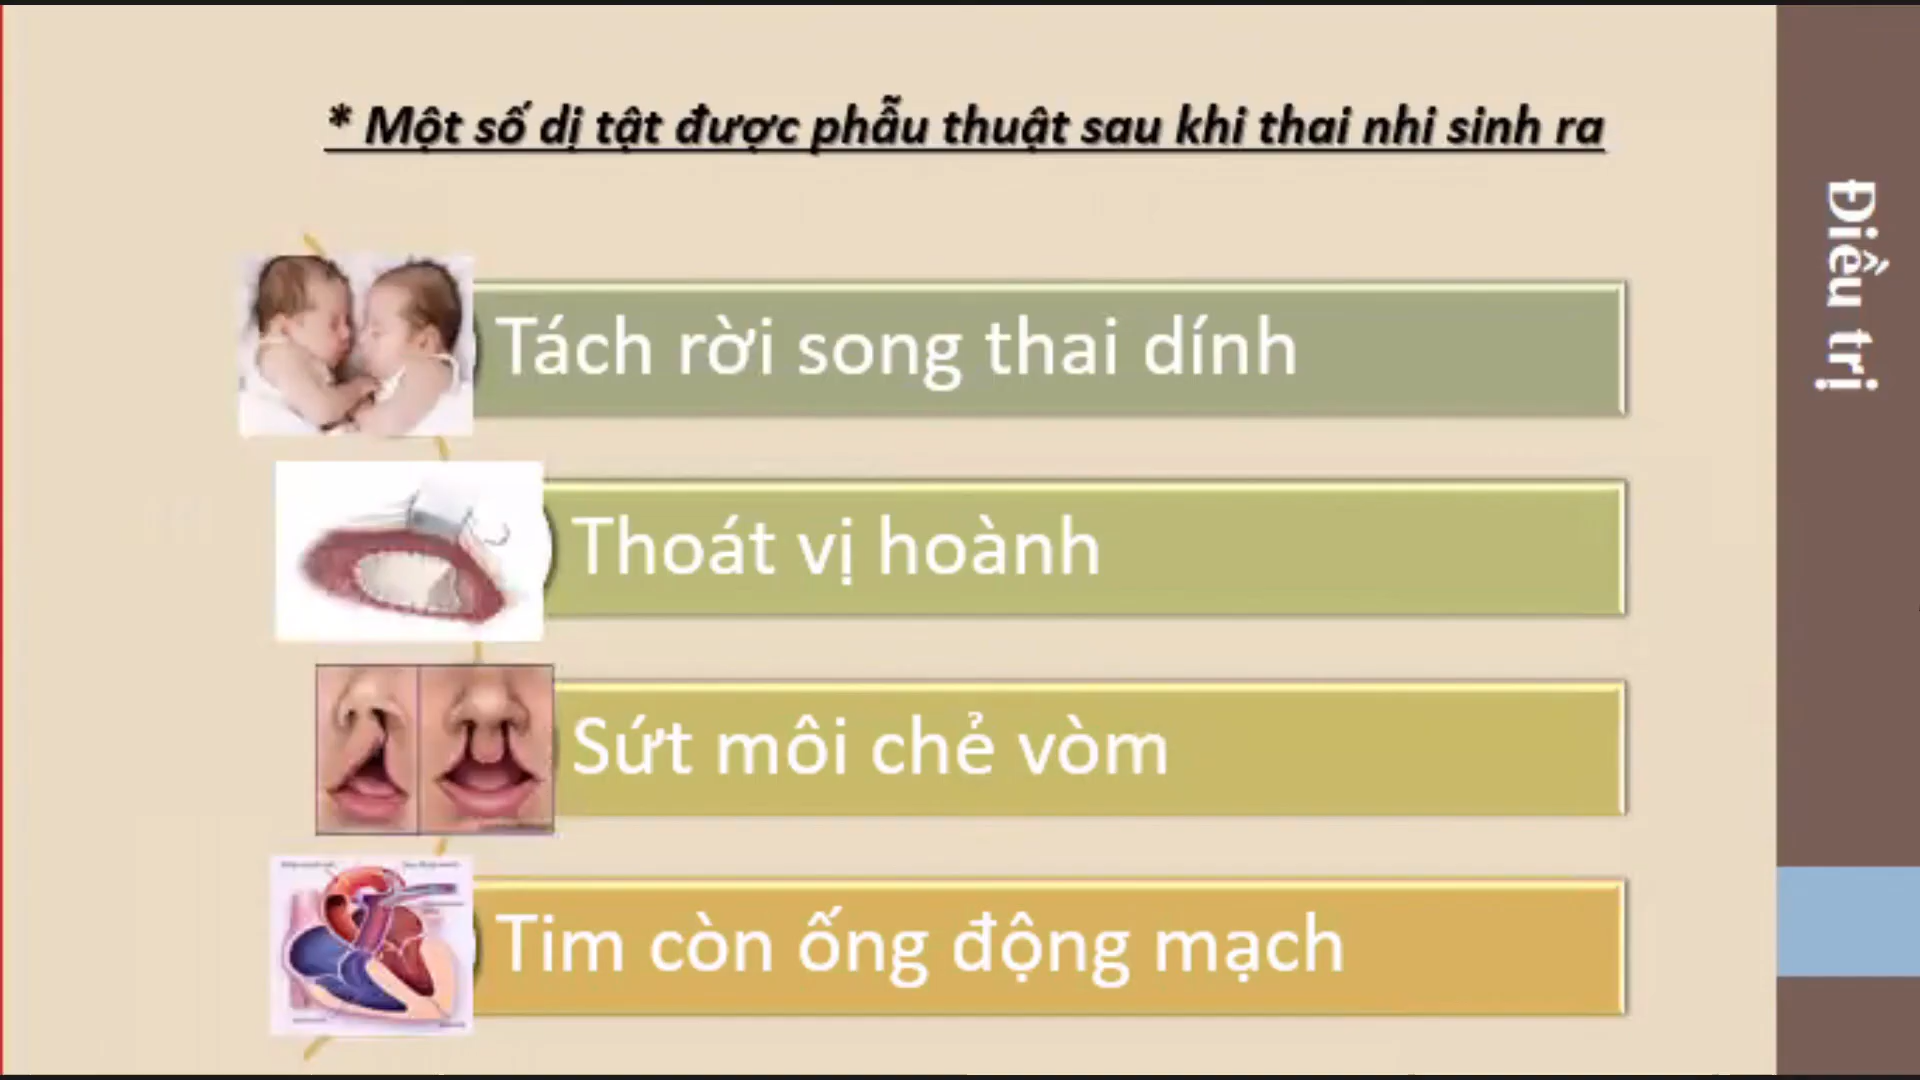 * Một số dị tật được phẫu thuật sau khi thai nhi sinh ra
Tách rời song thai dính
Thoát vị hoành
Sứt môi chẻ vòm
Tim còn ống động mạch
Điều trị